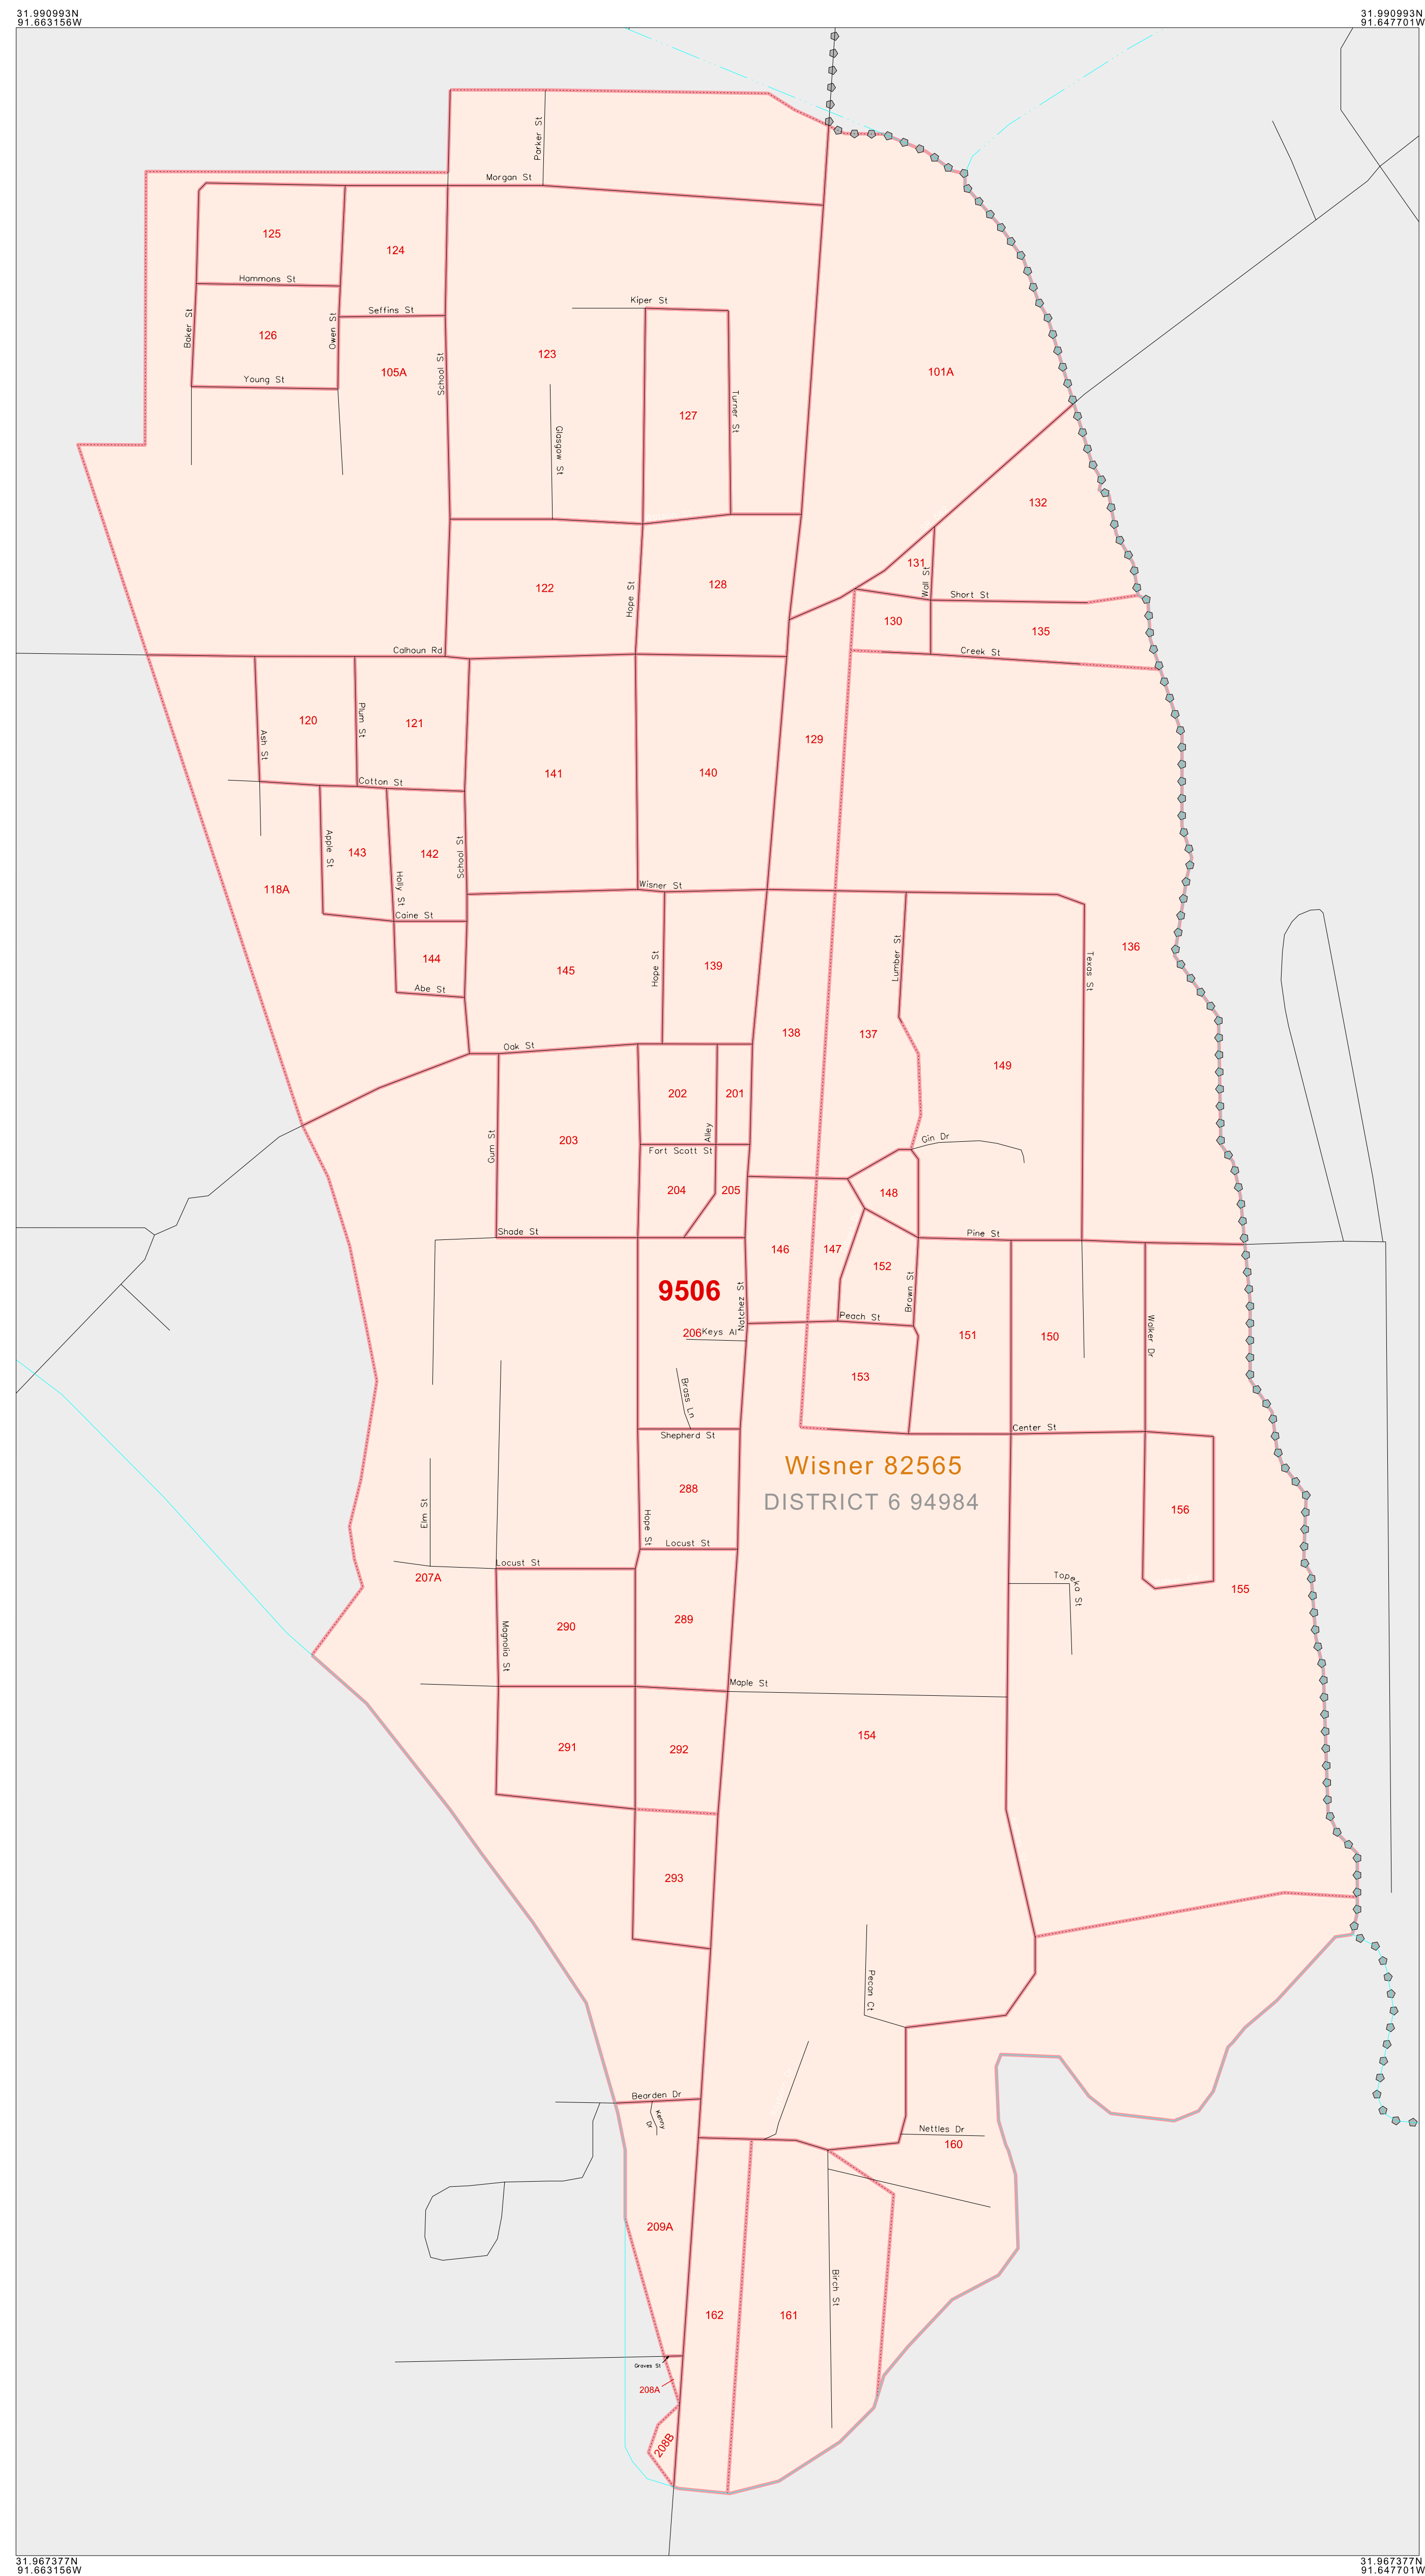 31.990993N
91.663156W
31.990993N
91.647701W
Parker St
Morgan St
125
124
Hammons St
Seffins St
Baker St
Owen St
126
105A
School St
Young St
Kiper St
123
127
Turner St
Glasgow St
101A
132
131
Wall St
Short St
130
135
Creek St
122
Hope St
128
Calhoun Rd
120
Plum St
121
Ash St
Cotton St
141
140
129
Apple St
143
142
School St
Holly St
118A
Caine St
144
Abe St
Wisner St
145
Hope St
139
138
Lumber St
137
Texas St
136
149
Oak St
202
201
203
Gum St
Alley
Fort Scott St
204
205
Gin Dr
148
Shade St
146
147
152
Pine St
9506
Natchez St
Brown St
206
Keys Al
Peach St
151
150
Walker Dr
Brass Ln
153
Center St
Shepherd St
Wisner 82565
DISTRICT 6 94984
288
156
Elm St
Hope St
Locust St
Locust St
207A
Topeka St
155
290
289
Magnolia St
Maple St
291
292
154
293
Pecan Ct
Bearden Dr
Kenny Dr
Nettles Dr
160
209A
162
161
Birch St
Graves St
208A
208B
31.967377N
91.663156W
31.967377N
91.647701W